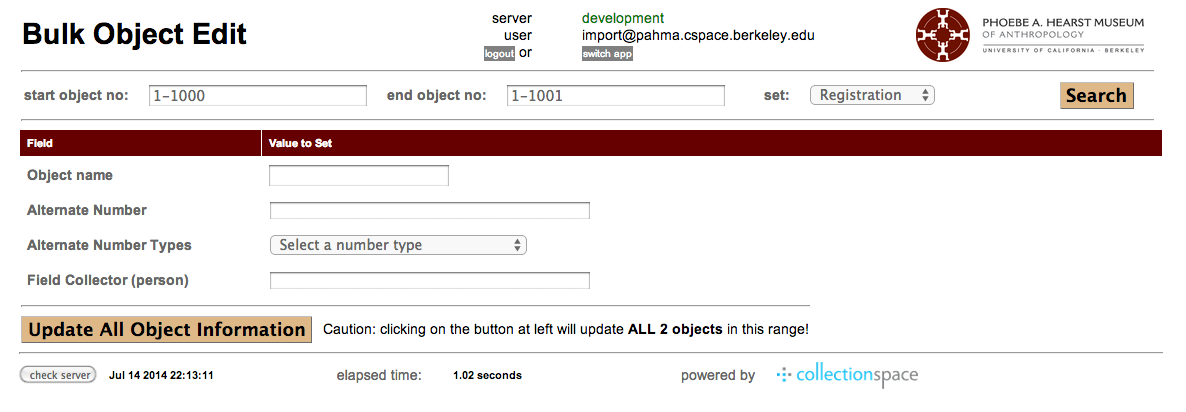 Bulk Object Edit
server development
user import@pahma.cspace.berkeley.edu
logout or switch app
PHOEBE A. HEARST MUSEUM
OF ANTHROPOLOGY
UNIVERSITY OF CALIFORNIA · BERKELEY
start object no: 1-1000 end object no: 1-1001 set: Registration Search
Field Value to Set
Object name
Alternate Number
Alternate Number Types Select a number type
Field Collector (person)
Update All Object Information Caution: clicking on the button at left will update ALL 2 objects in this range!
check server Jul 14 2014 22:13:11 elapsed time: 1.02 seconds powered by collectionspace